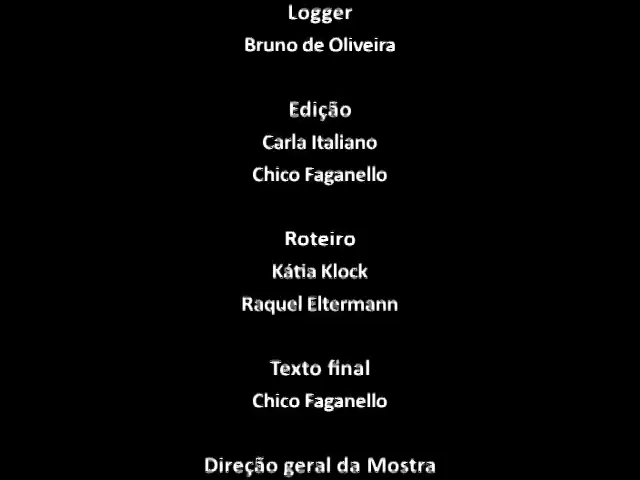 Logger
Bruno de Oliveira
Edição
Carla Italiano
Chico Faganello
Roteiro
Kátia Klock
Raquel Eltermann
Texto final
Chico Faganello
Direção geral da Mostra